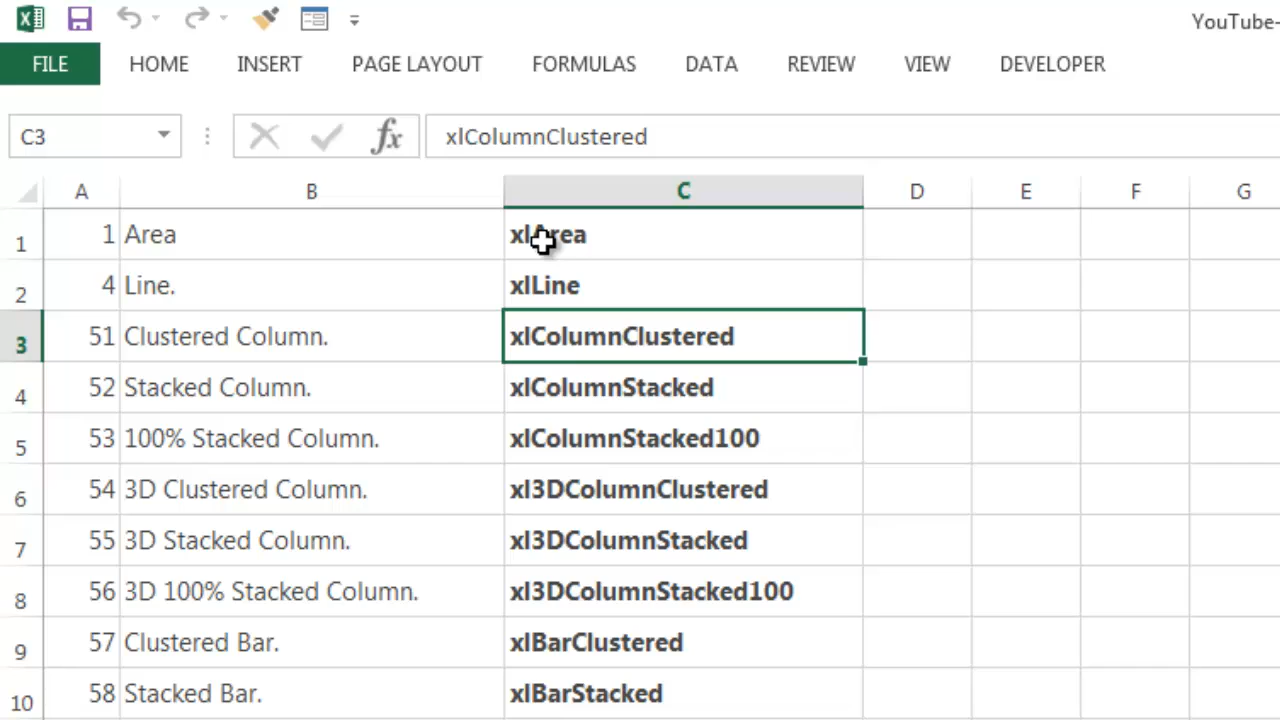 YouTube-
FILE HOME INSERT PAGE LAYOUT FORMULAS DATA REVIEW VIEW DEVELOPER
C3 fx xlColumnClustered
A B C D E F G
1 1 Area xlArea
2 4 Line. xlLine
3 51 Clustered Column. xlColumnClustered
4 52 Stacked Column. xlColumnStacked
5 53 100% Stacked Column. xlColumnStacked100
6 54 3D Clustered Column. xl3DColumnClustered
7 55 3D Stacked Column. xl3DColumnStacked
8 56 3D 100% Stacked Column. xl3DColumnStacked100
9 57 Clustered Bar. xlBarClustered
10 58 Stacked Bar. xlBarStacked